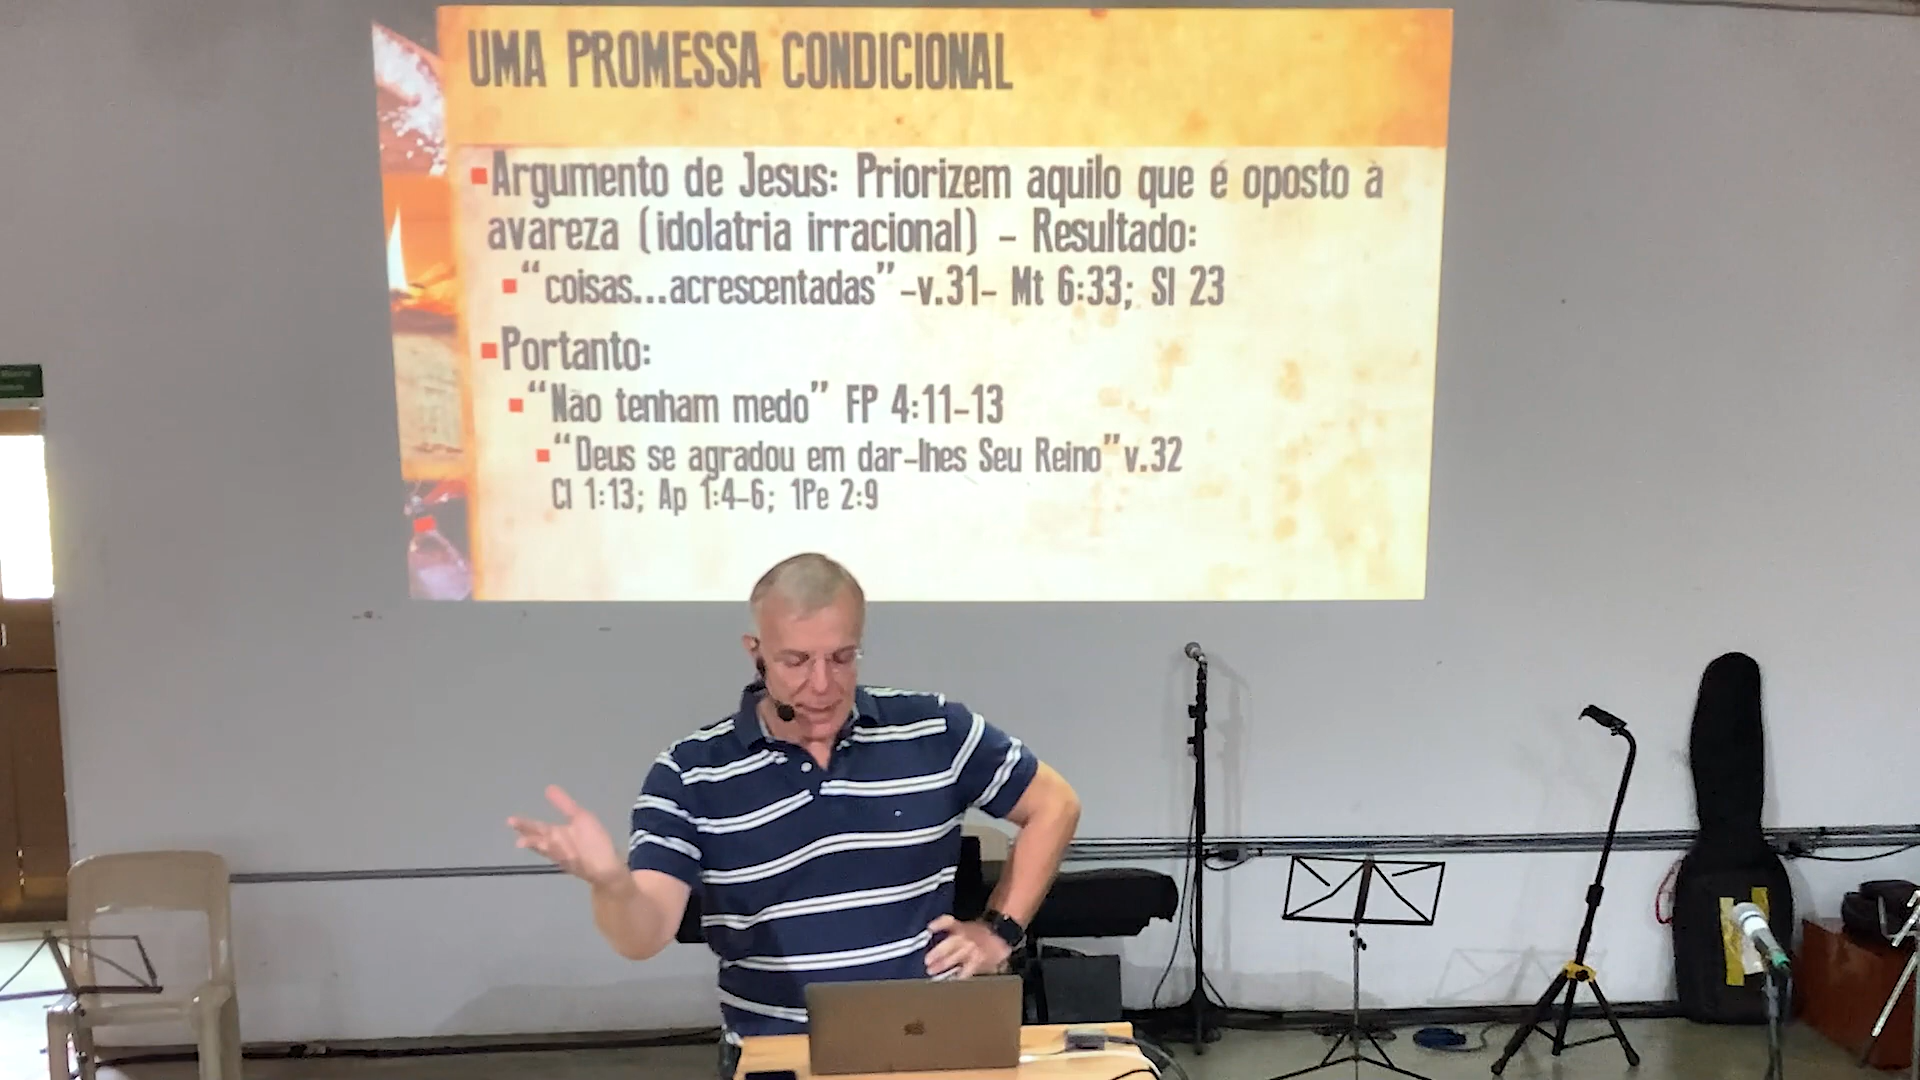 UMA PROMESSA CONDICIONAL
Argumento de Jesus: Priorizem aquilo que é oposto à
avareza (idolatria irracional) – Resultado:
“coisas...acrescentadas” –v.31– Mt 6:33; Sl 23
Portanto:
“Não tenham medo” FP 4:11–13
“Deus se agradou em dar–lhes Seu Reino” v.32
Cl 1:13; Ap 1:4–6; 1Pe 2:9